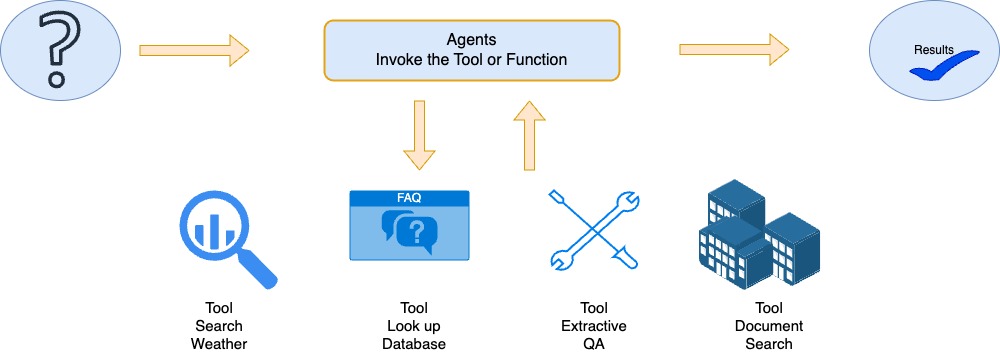 ?
Agents
Invoke the Tool or Function
Results
FAQ
?
Tool
Search
Weather
Tool
Look up
Database
Tool
Extractive
QA
Tool
Document
Search